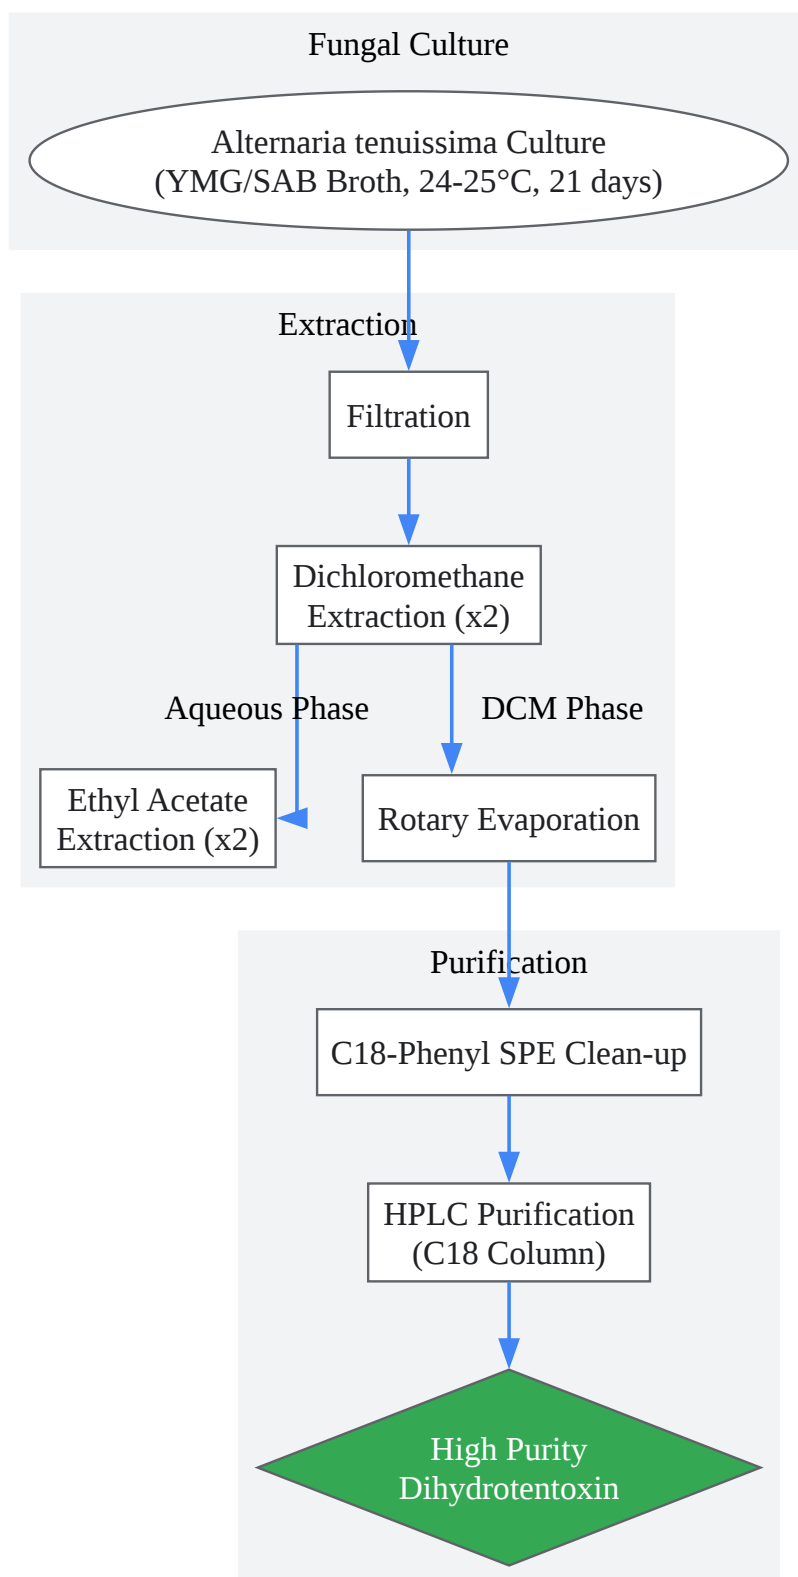 Fungal Culture
Alternaria tenuissima Culture
(YMG/SAB Broth, 24-25°C, 21 days)
Extraction
Filtration
Dichloromethane
Extraction (x2)
Aqueous Phase
DCM Phase
Ethyl Acetate
Extraction (x2)
Rotary Evaporation
Purification
C18-Phenyl SPE Clean-up
HPLC Purification
(C18 Column)
High Purity
Dihydrotentoxin